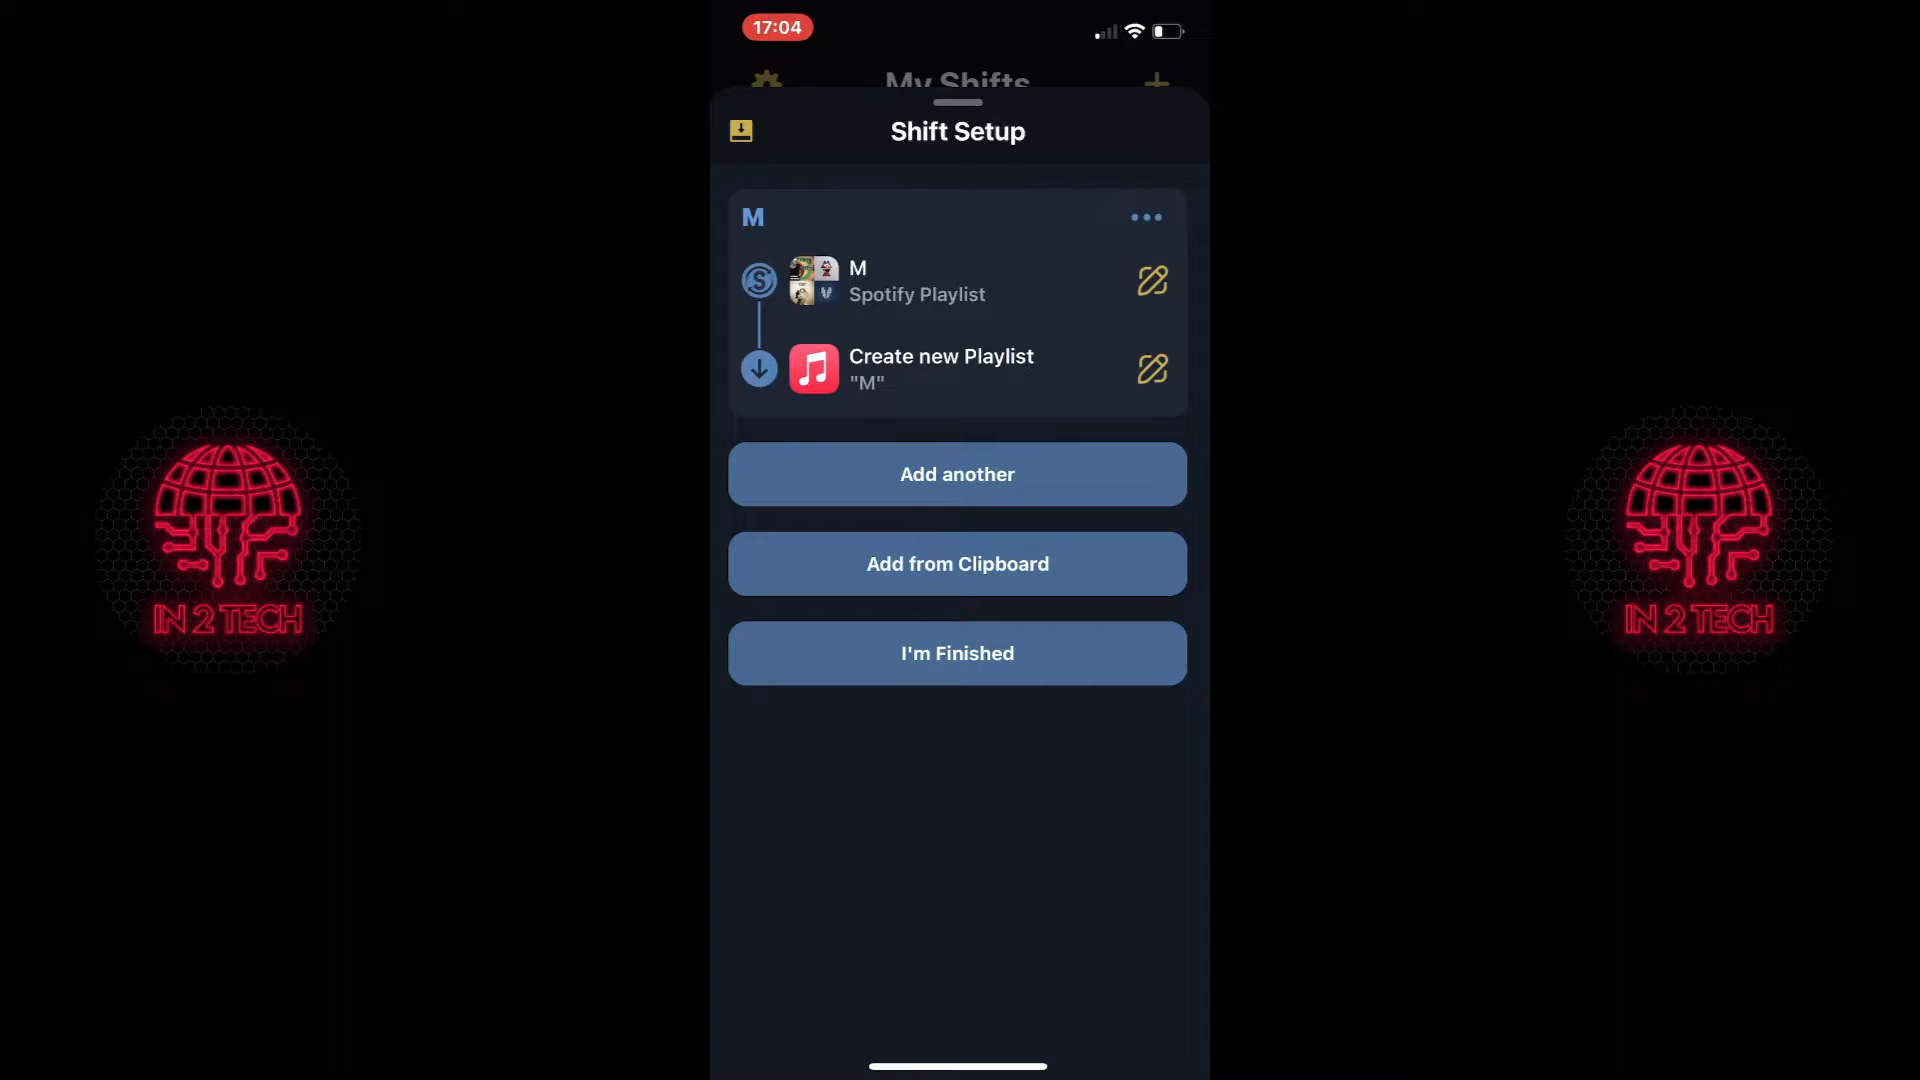 17:04
My Shifts
Shift Setup
M
M
Spotify Playlist
Create new Playlist
"M"
Add another
Add from Clipboard
I'm Finished
IN 2 TECH
IN 2 TECH